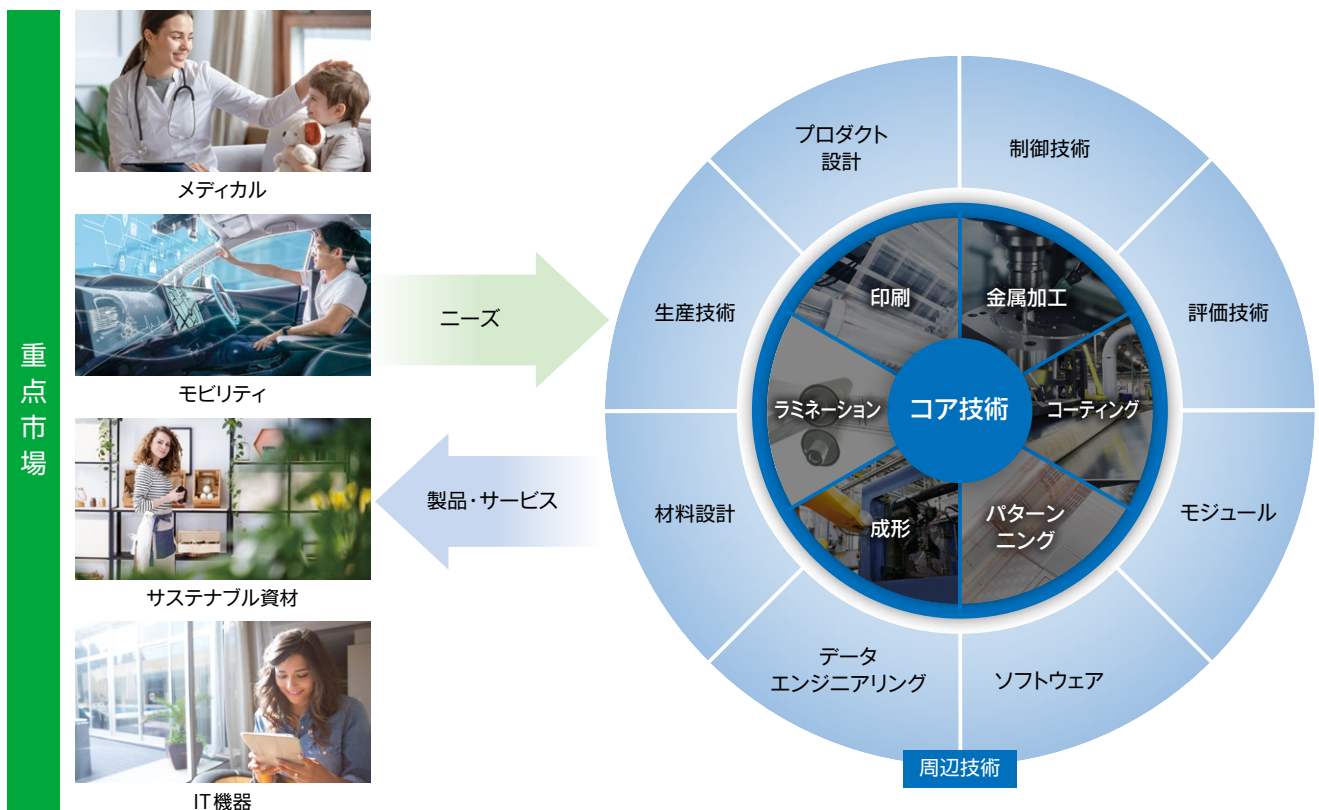 重点市場
メディカル
モビリティ
サステナブル資材
IT機器
ニーズ
製品・サービス
プロダクト
設計
制御技術
生産技術
評価技術
材料設計
モジュール
データ
エンジニアリング
ソフトウェア
周辺技術
印刷
金属加工
ラミネーション
コア技術
コーティング
成形
パターン
ニング